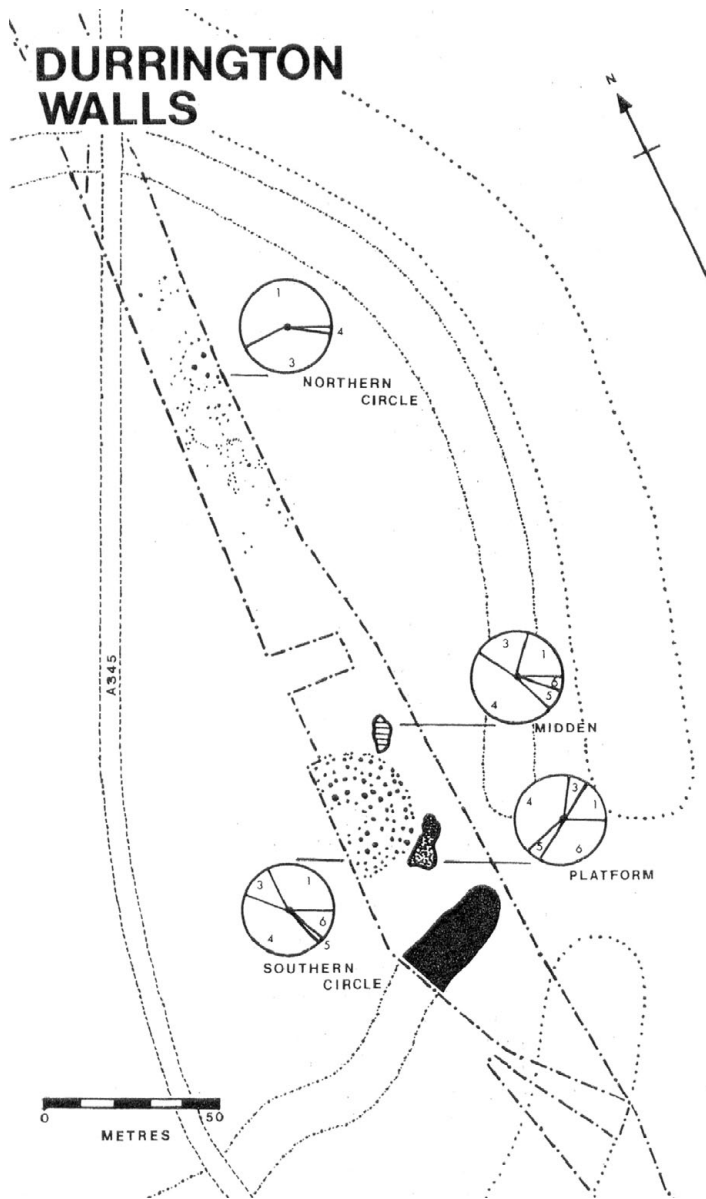 DURRINGTON
WALLS
N
1
4
3
NORTHERN
CIRCLE
A345
3
1
6
5
4
MIDDEN
3
4
1
5
6
PLATFORM
3
1
6
4
5
SOUTHERN
CIRCLE
0
50
METRES